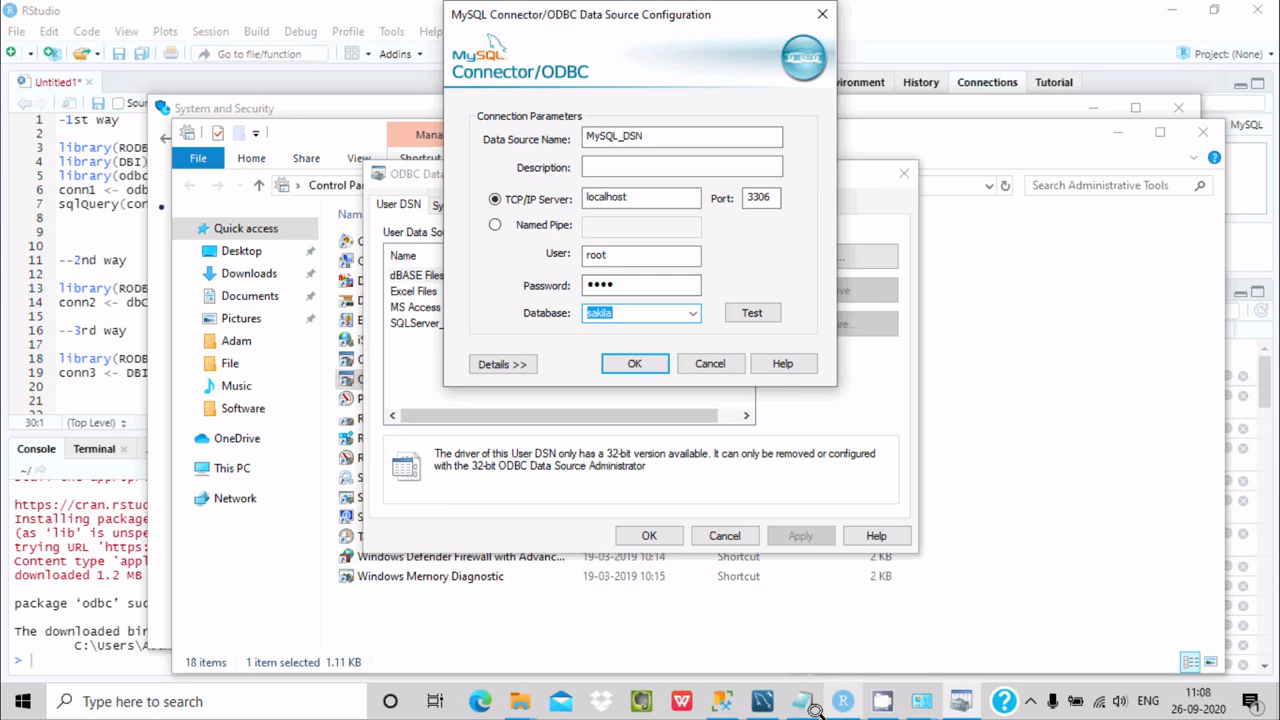 RStudio
File Edit Code View Plots Session Build Debug Profile Tools Help
Go to file/function
Addins
Project: (None)
Untitled1*
1 -1st way
2
3 library(RODB
4 library(DBI)
5 library(odbc
6 conn1 <- odb
7 sqlQuery(con
8
9
10
11 --2nd way
12
13 library(RODB
14 conn2 <- dbC
15
16 --3rd way
17
18 library(RODB
19 conn3 <- DBI
20
21
22
30:1 (Top Level)
Console Terminal
~/
https://cran.rstu
Installing package
(as 'lib' is unspe
trying URL 'https:
Content type 'appl
downloaded 1.2 MB
package 'odbc' suc
The downloaded bin
C:\Users\A
>
vironment History Connections Tutorial
MySQL
System and Security
Mana
File Home Share View Shortcut
Control Pa
Search Administrative Tools
Quick access
Desktop
Downloads
Documents
Pictures
Adam
File
Music
Software
OneDrive
This PC
Network
Windows Defender Firewall with Advanc... 19-03-2019 10:14 Shortcut 2 KB
Windows Memory Diagnostic 19-03-2019 10:15 Shortcut 2 KB
18 items 1 item selected 1.11 KB
ODBC Data
User DSN Sy
User Data Sou
Name
dBASE Files
Excel Files
MS Access
SQLServer_
The driver of this User DSN only has a 32-bit version available. It can only be removed or configured
with the 32-bit ODBC Data Source Administrator
OK Cancel Apply Help
MySQL Connector/ODBC Data Source Configuration
MySQL
Connector/ODBC
Connection Parameters
Data Source Name: MySQL_DSN
Description:
TCP/IP Server: localhost Port: 3306
Named Pipe:
User: root
Password: ••••
Database: sakila Test
Details >> OK Cancel Help
Type here to search
ENG
11:08
26-09-2020